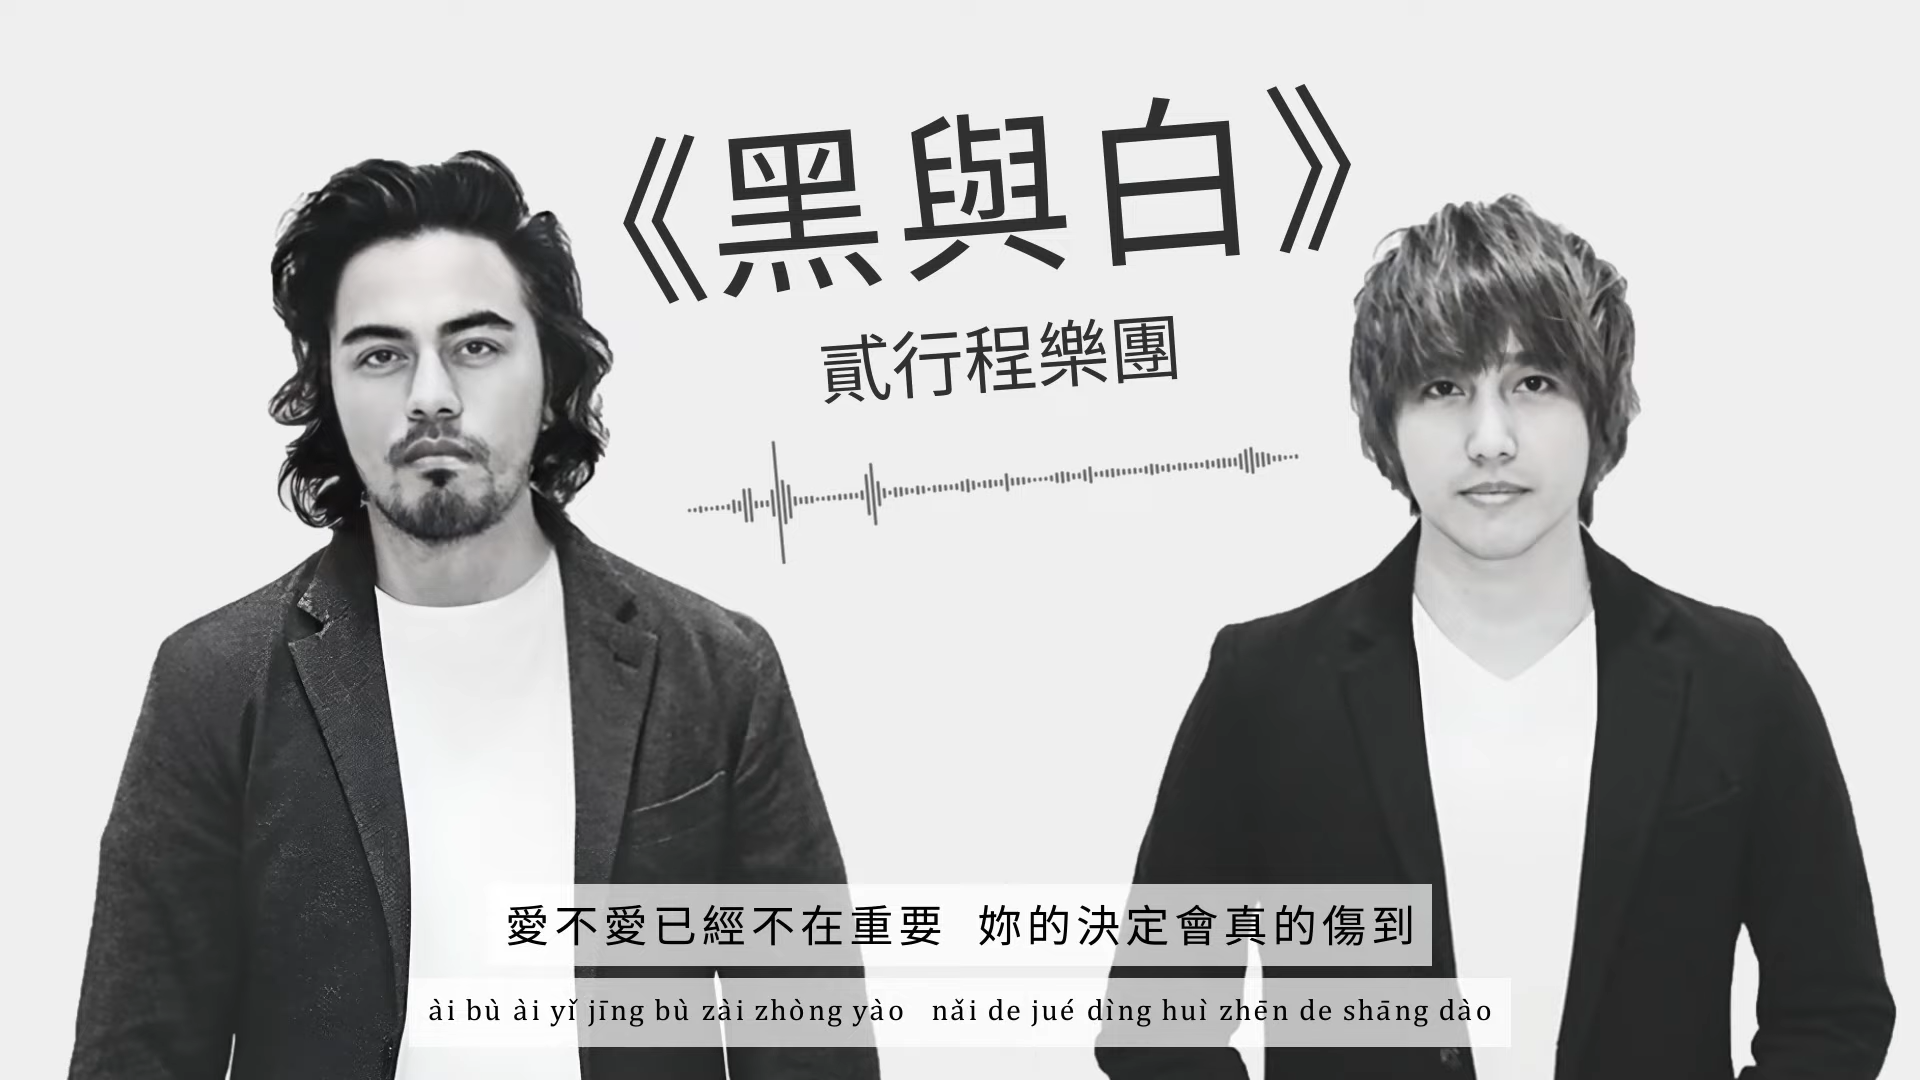 《黑與白》
貳行程樂團
愛不愛已經不在重要 妳的決定會真的傷到
ài bù ài yǐ jīng bù zài zhòng yào nǎi de jué dìng huì zhēn de shāng dào